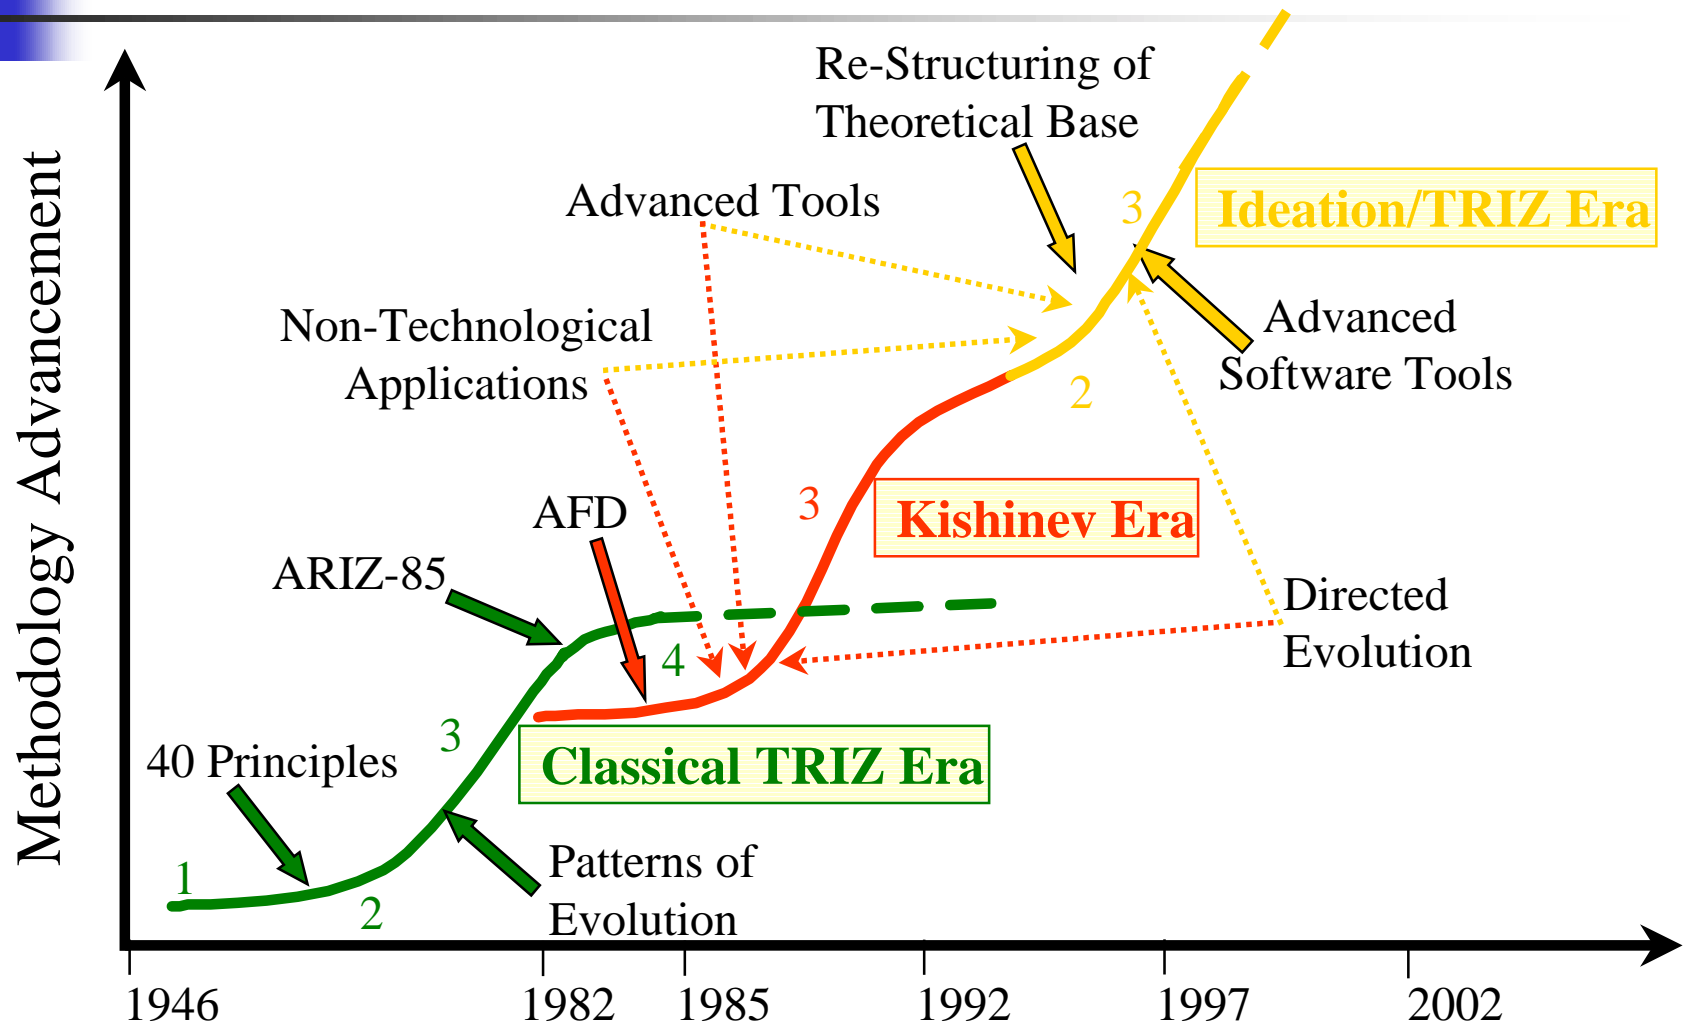 Re-Structuring of
Theoretical Base
Advanced Tools
3
Ideation/TRIZ Era
Non-Technological
Applications
Advanced
Software Tools
2
Methodology Advancement
3
Kishinev Era
AFD
ARIZ-85
Directed
Evolution
4
3
40 Principles
Classical TRIZ Era
1
2
Patterns of
Evolution
1946
1982
1985
1992
1997
2002